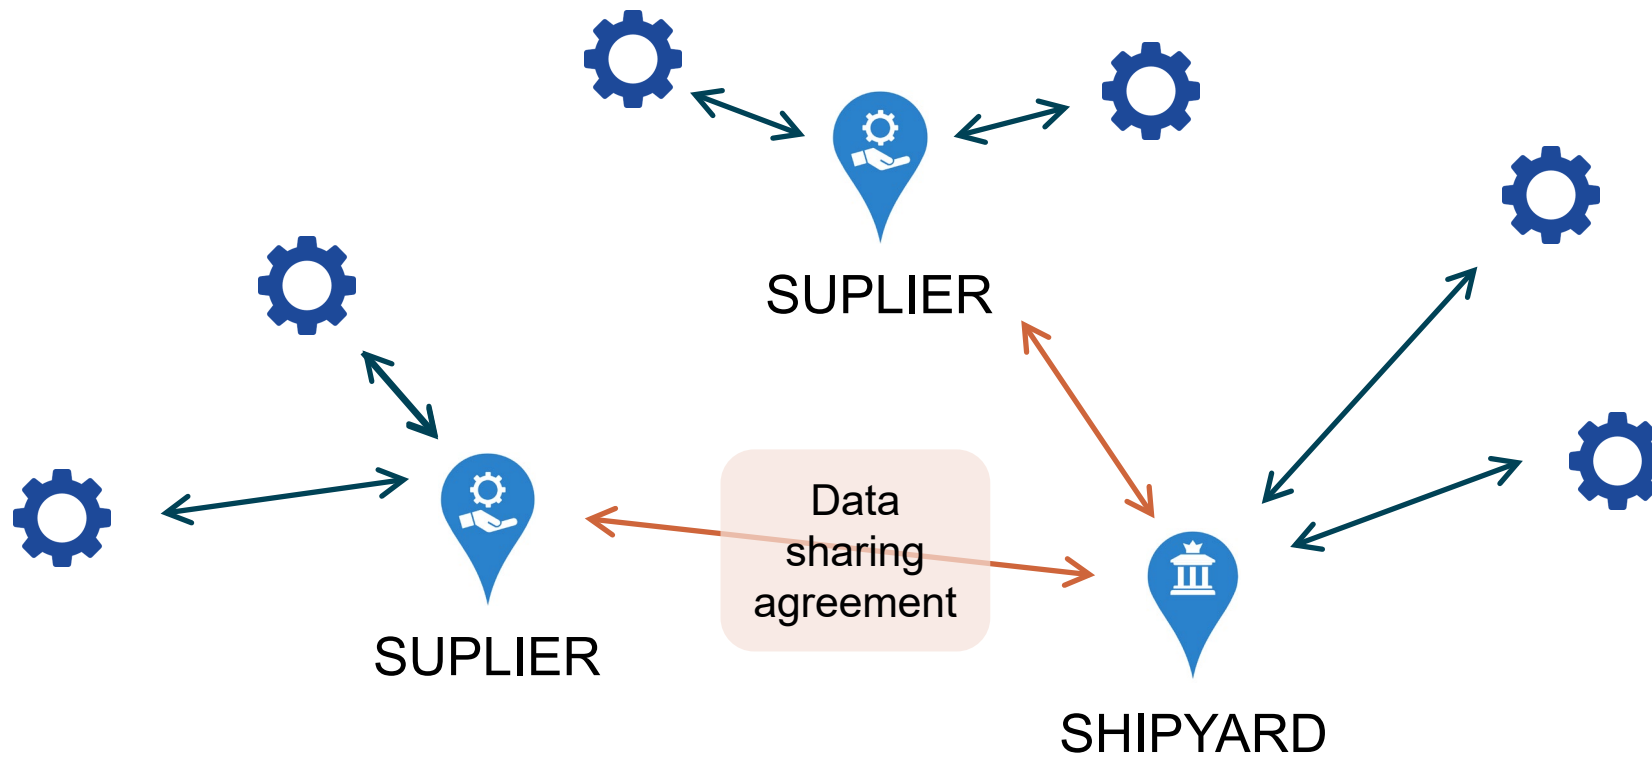 SUPLIER
Data
sharing
agreement
SUPLIER
SHIPYARD